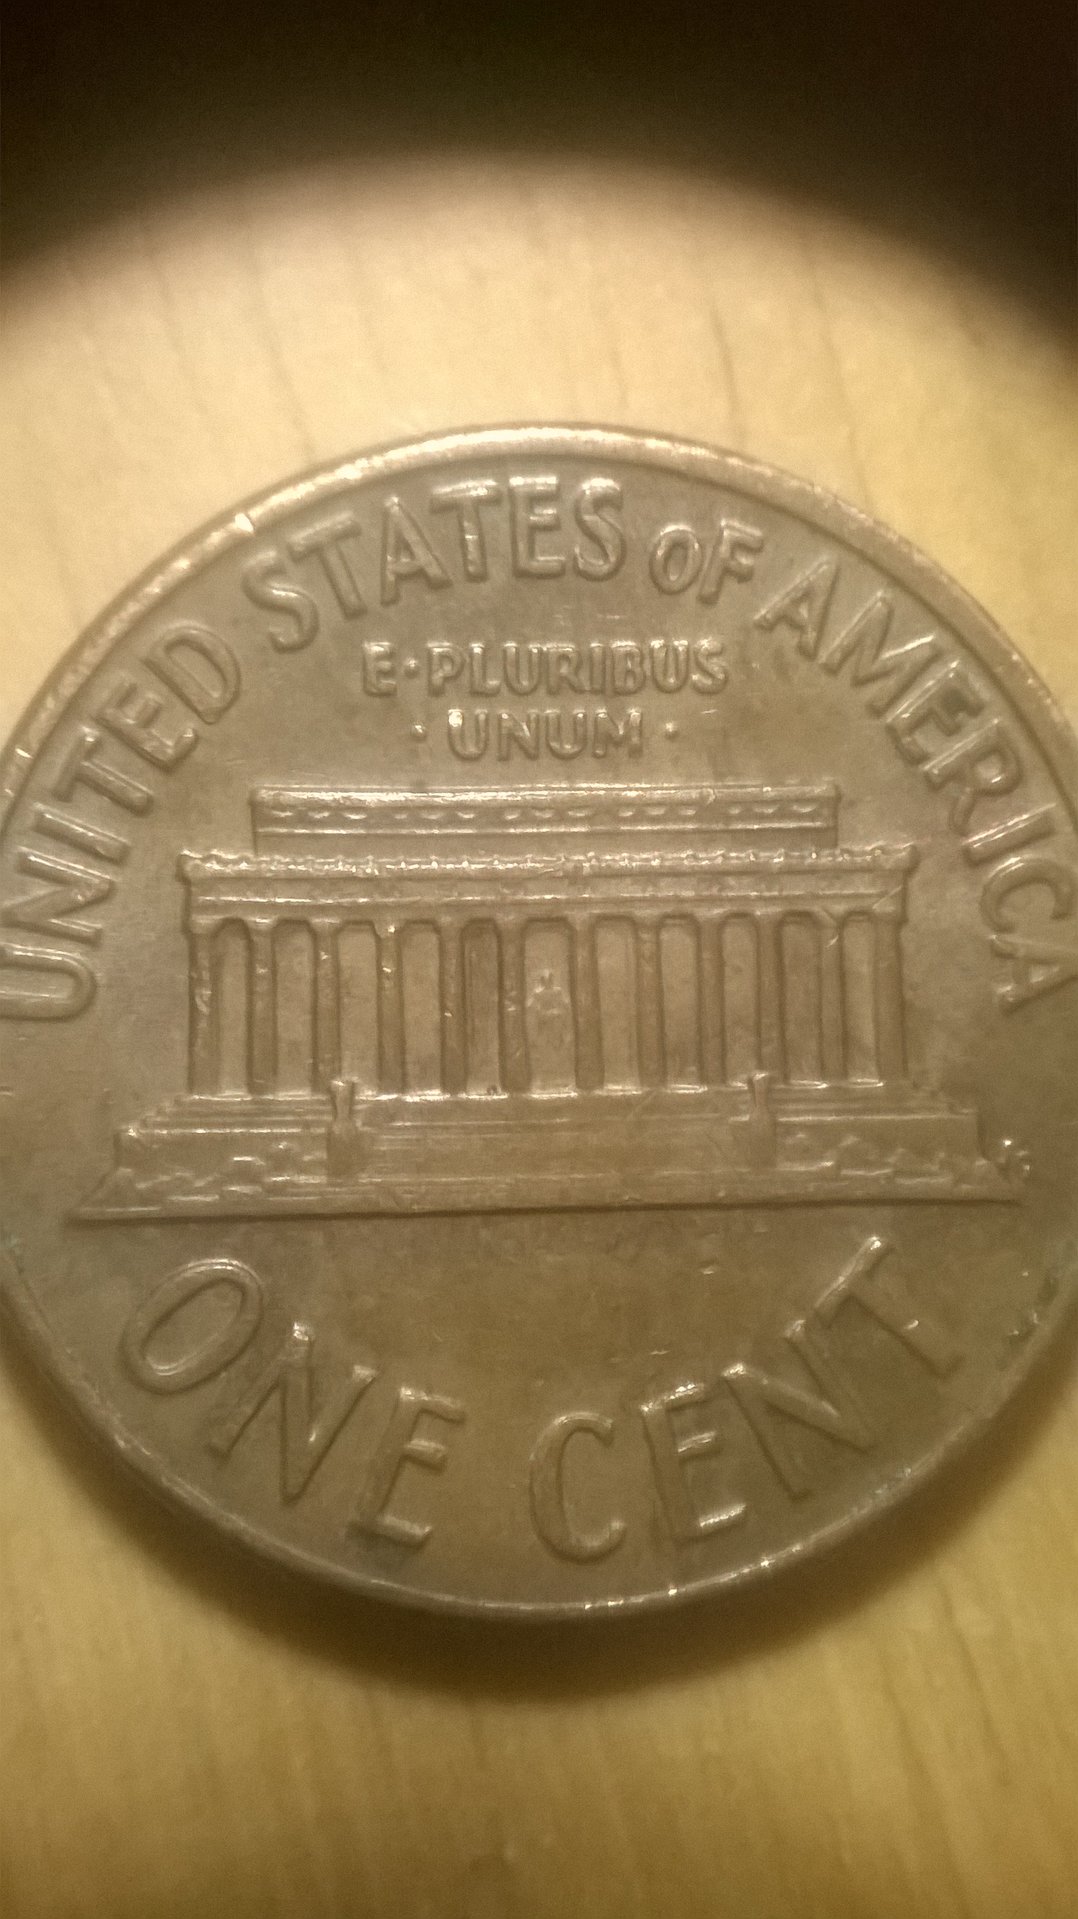 UNITED STATES OF AMERICA
E·PLURIBUS
·UNUM·
ONE CENT